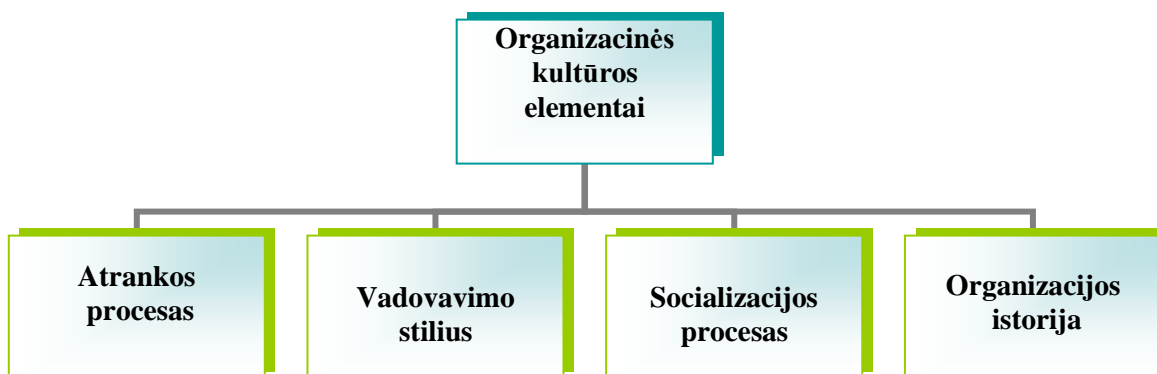 Organizacinės
kultūros
elementai
Atrankos
procesas
Vadovavimo
stilius
Socializacijos
procesas
Organizacijos
istorija